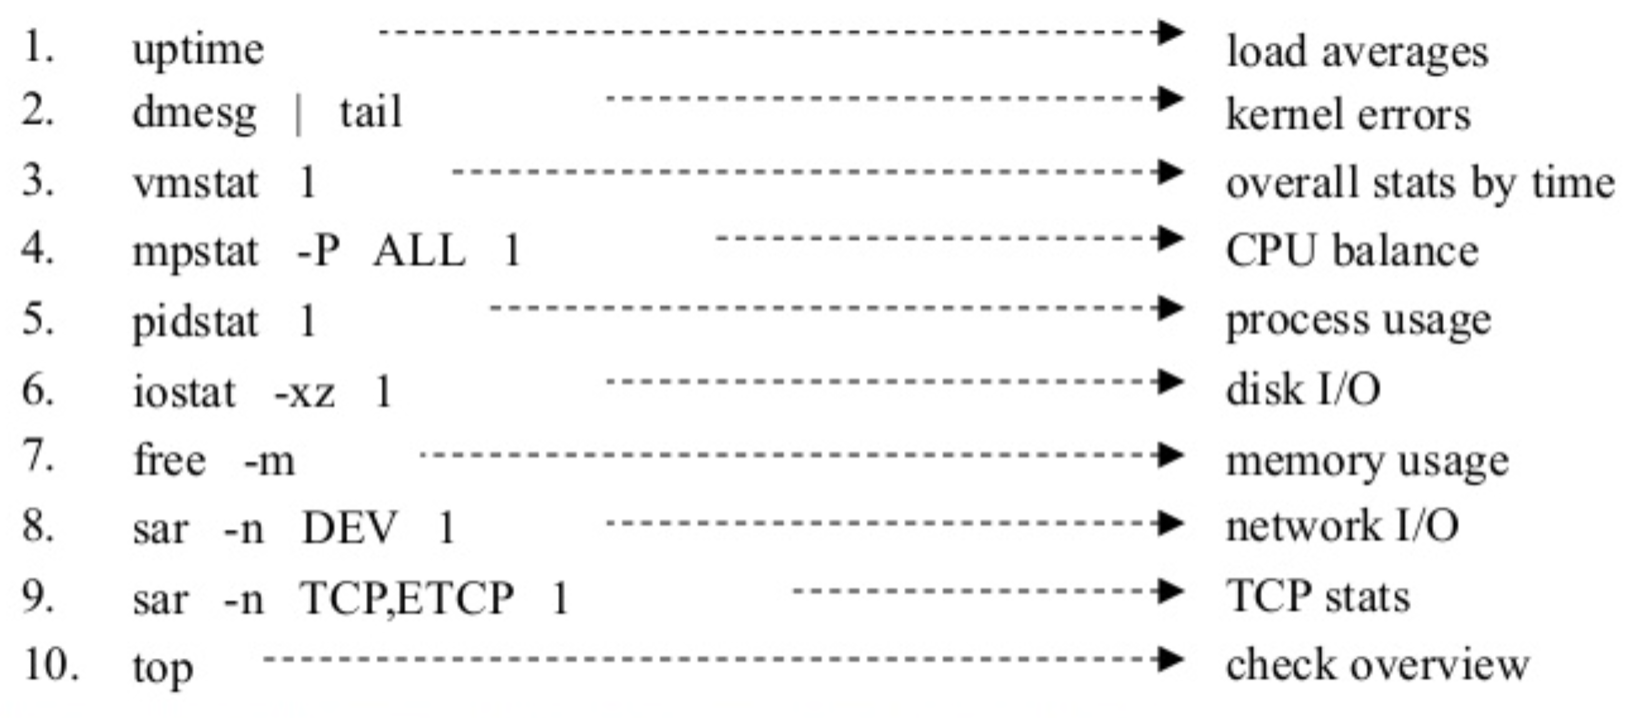 1. uptime load averages
2. dmesg | tail kernel errors
3. vmstat 1 overall stats by time
4. mpstat -P ALL 1 CPU balance
5. pidstat 1 process usage
6. iostat -xz 1 disk I/O
7. free -m memory usage
8. sar -n DEV 1 network I/O
9. sar -n TCP,ETCP 1 TCP stats
10. top check overview